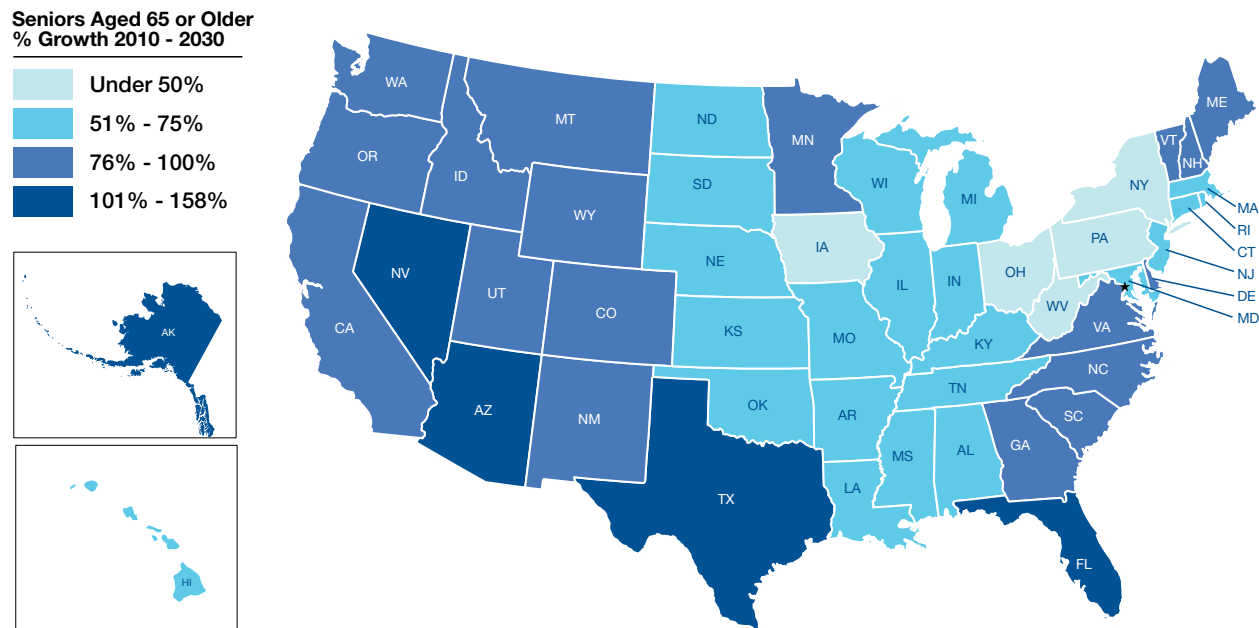 Seniors Aged 65 or Older
% Growth 2010 - 2030
Under 50%
51% - 75%
76% - 100%
101% - 158%
AK
HI
WA
OR
ID
MT
WY
NV
UT
CO
CA
AZ
NM
ND
SD
NE
KS
OK
TX
MN
IA
MO
AR
LA
WI
IL
MI
IN
OH
KY
TN
MS
AL
GA
FL
SC
NC
VA
WV
PA
NY
VT
NH
ME
MA
RI
CT
NJ
DE
MD